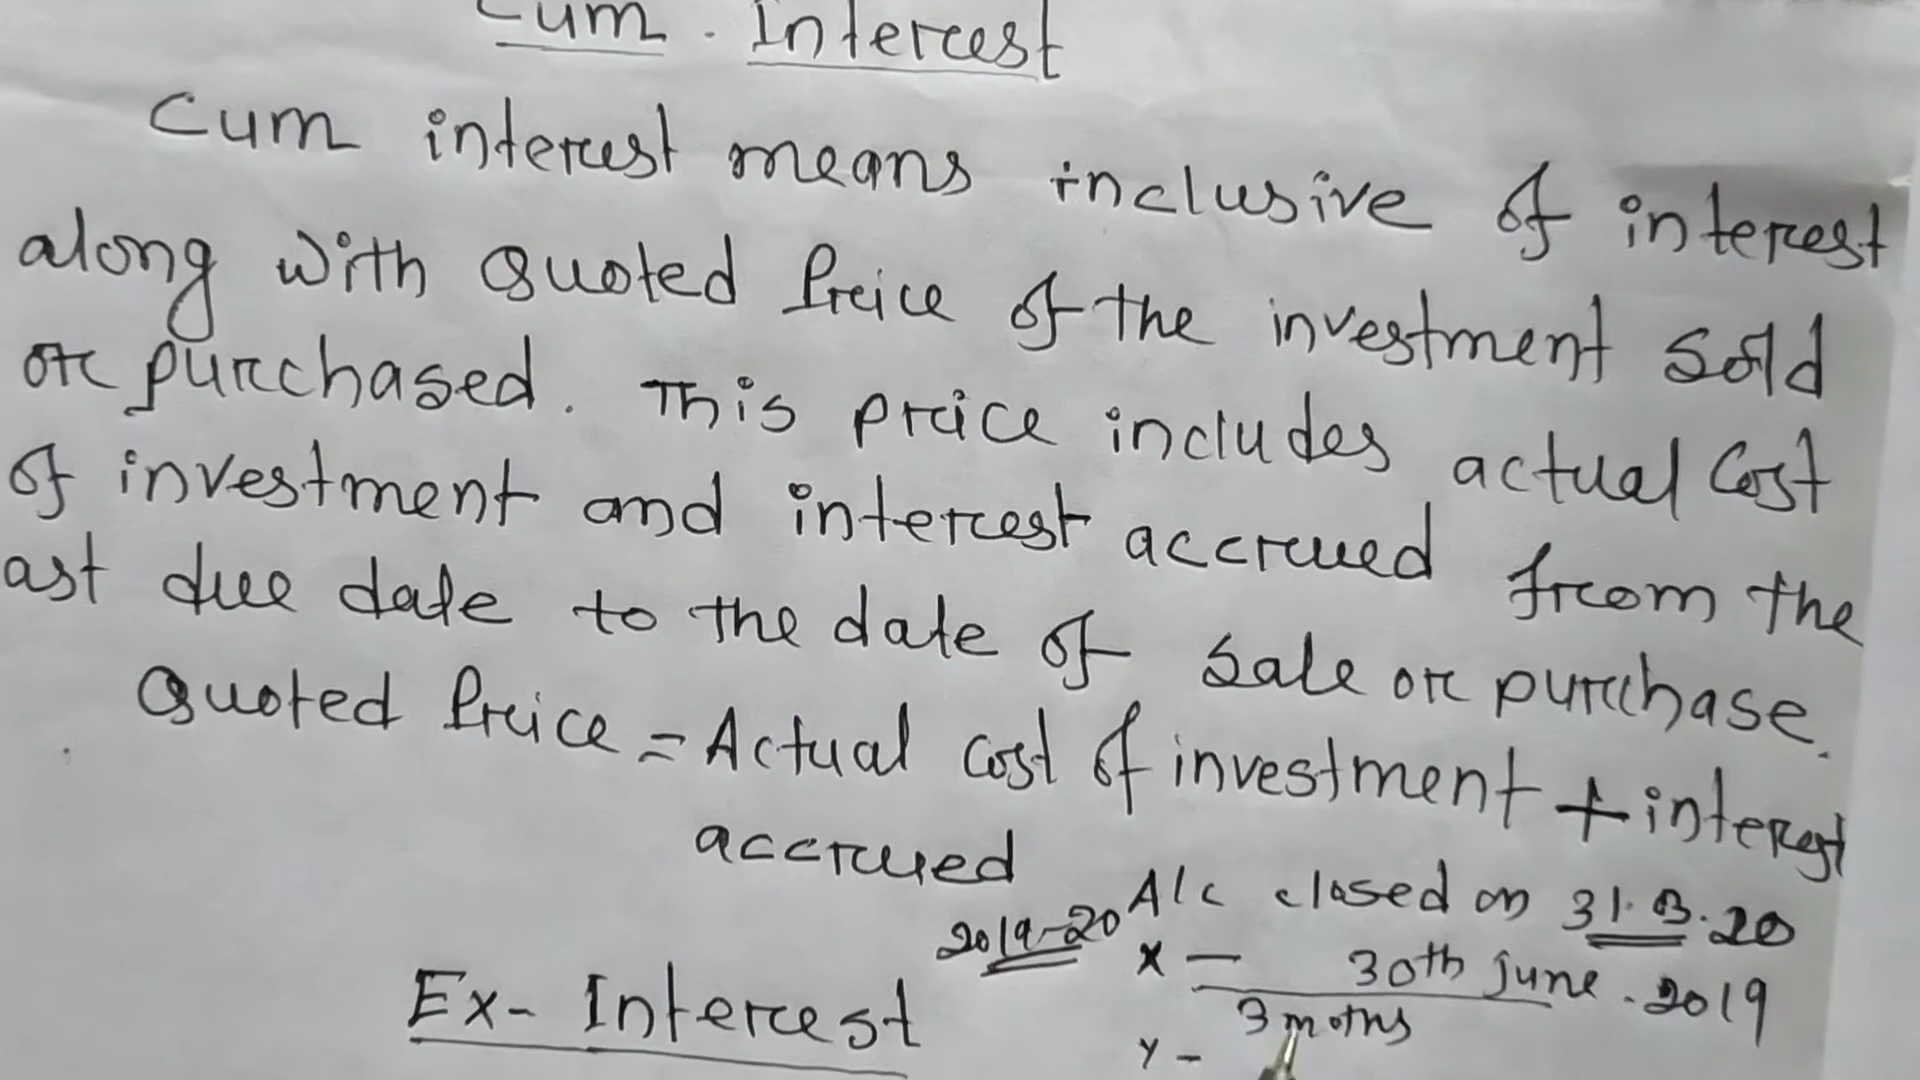 Cum - Interest
Cum interest means inclusive of interest
along with quoted Price of the investment sold
or purchased. This price includes actual cost
of investment and interest accrued from the
ast due date to the date of sale or purchase.
Quoted Price = Actual cost of investment + interest
accrued
2019-20 A/c closed on 31.3.20
X - 30th june. 2019
Ex- Interest 3 moths
Y -